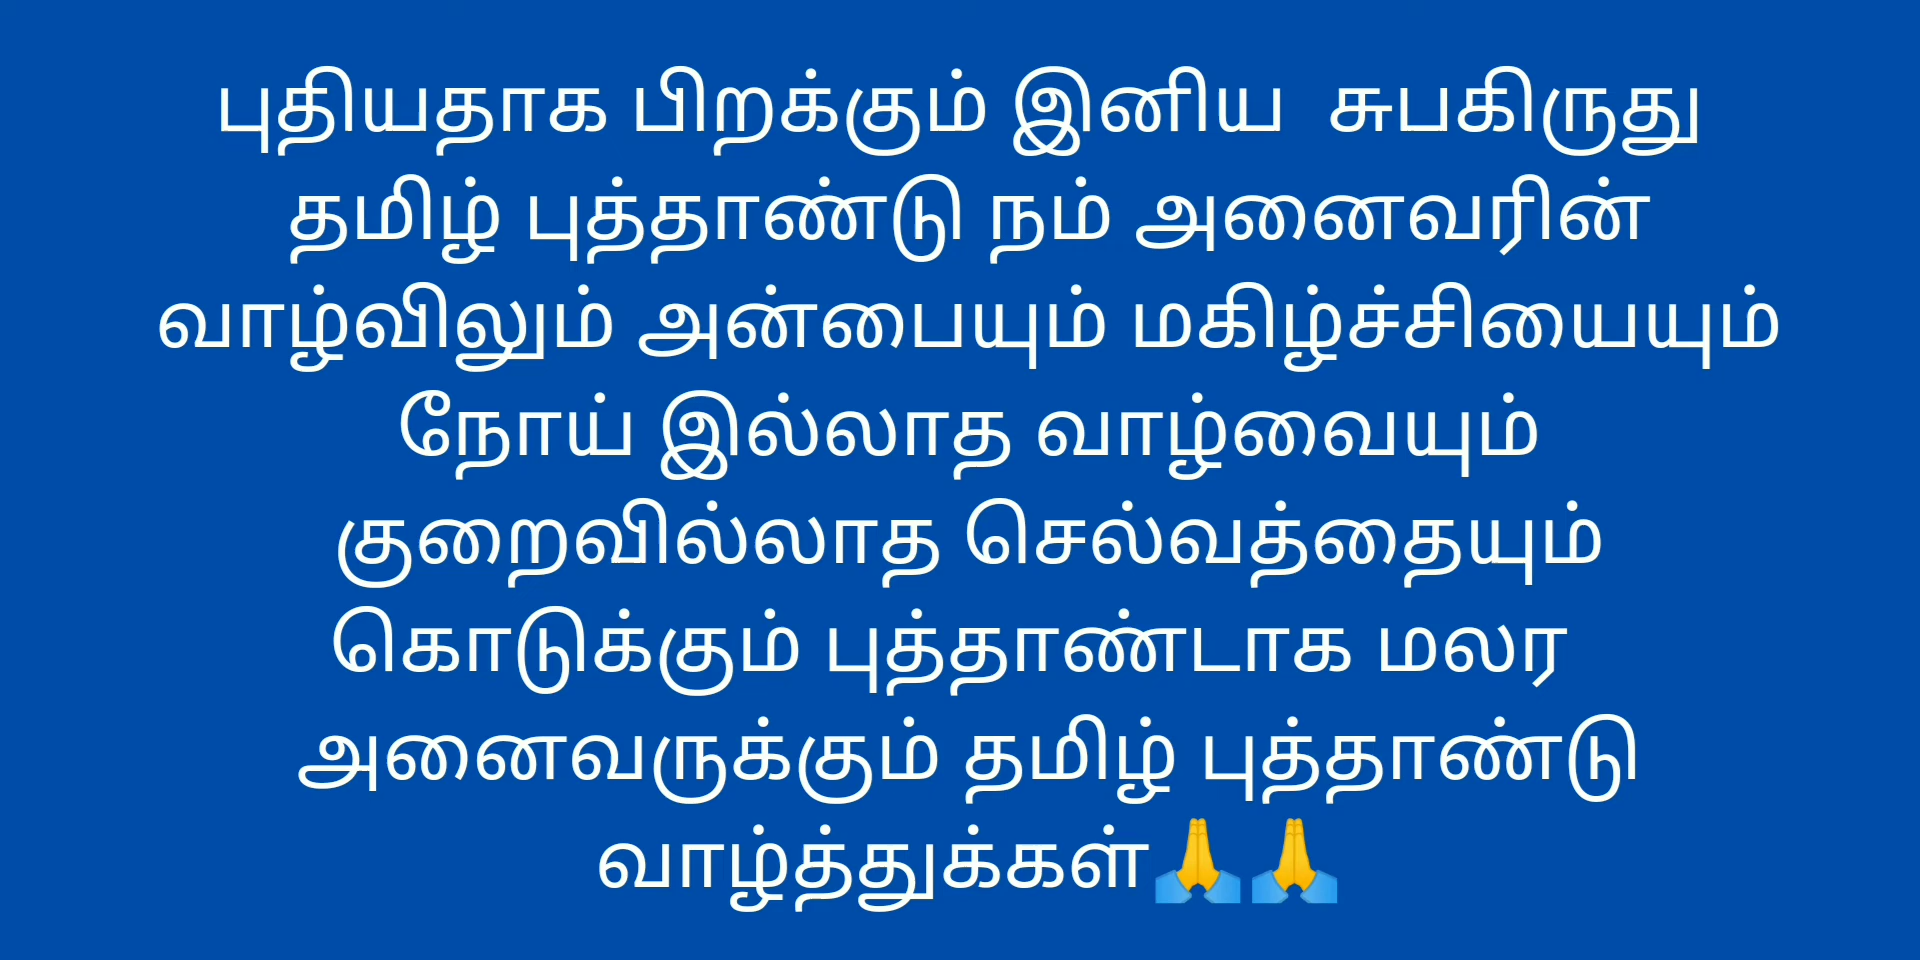 புதியதாக பிறக்கும் இனிய  சுபகிருது
தமிழ் புத்தாண்டு நம் அனைவரின்
வாழ்விலும் அன்பையும் மகிழ்ச்சியையும்
நோய் இல்லாத வாழ்வையும்
குறைவில்லாத செல்வத்தையும்
கொடுக்கும் புத்தாண்டாக மலர
அனைவருக்கும் தமிழ் புத்தாண்டு
வாழ்த்துக்கள்🙏🙏